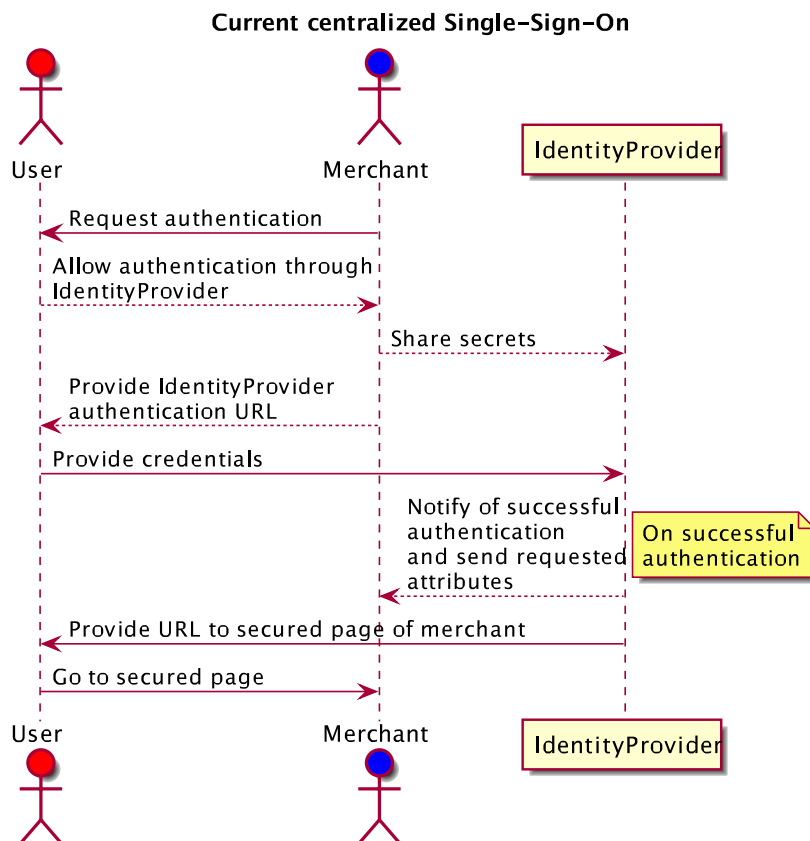 Current centralized Single-Sign-On
User
Merchant
IdentityProvider
Request authentication
Allow authentication through
IdentityProvider
Share secrets
Provide IdentityProvider
authentication URL
Provide credentials
Notify of successful
authentication
and send requested
attributes
On successful
authentication
Provide URL to secured page of merchant
Go to secured page
User
Merchant
IdentityProvider